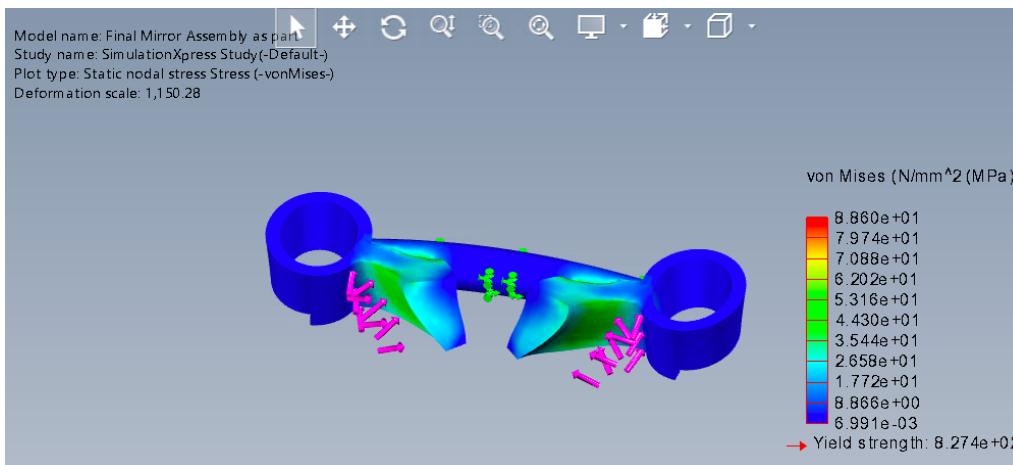 Model name: Final Mirror Assembly as part
Study name: SimulationXpress Study(-Default-)
Plot type: Static nodal stress Stress (-vonMises-)
Deformation scale: 1,150.28
von Mises (N/mm^2 (MPa)
8.860e+01
7.974e+01
7.088e+01
6.202e+01
5.316e+01
4.430e+01
3.544e+01
2.658e+01
1.772e+01
8.866e+00
6.991e-03
Yield strength: 8.274e+02